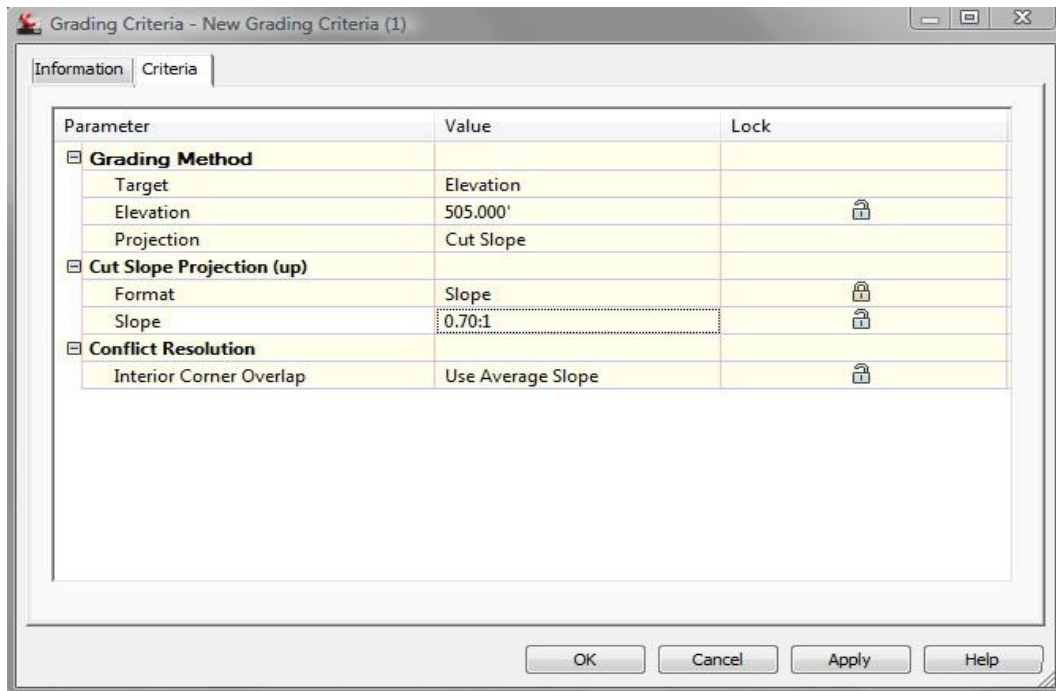 Grading Criteria - New Grading Criteria (1)
Information Criteria
Parameter Value Lock
Grading Method
Target Elevation
Elevation 505.000'
Projection Cut Slope
Cut Slope Projection (up)
Format Slope
Slope 0.70:1
Conflict Resolution
Interior Corner Overlap Use Average Slope
OK Cancel Apply Help